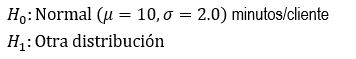 H₀: Normal (μ = 10, σ = 2.0) minutos/cliente
H₁: Otra distribución